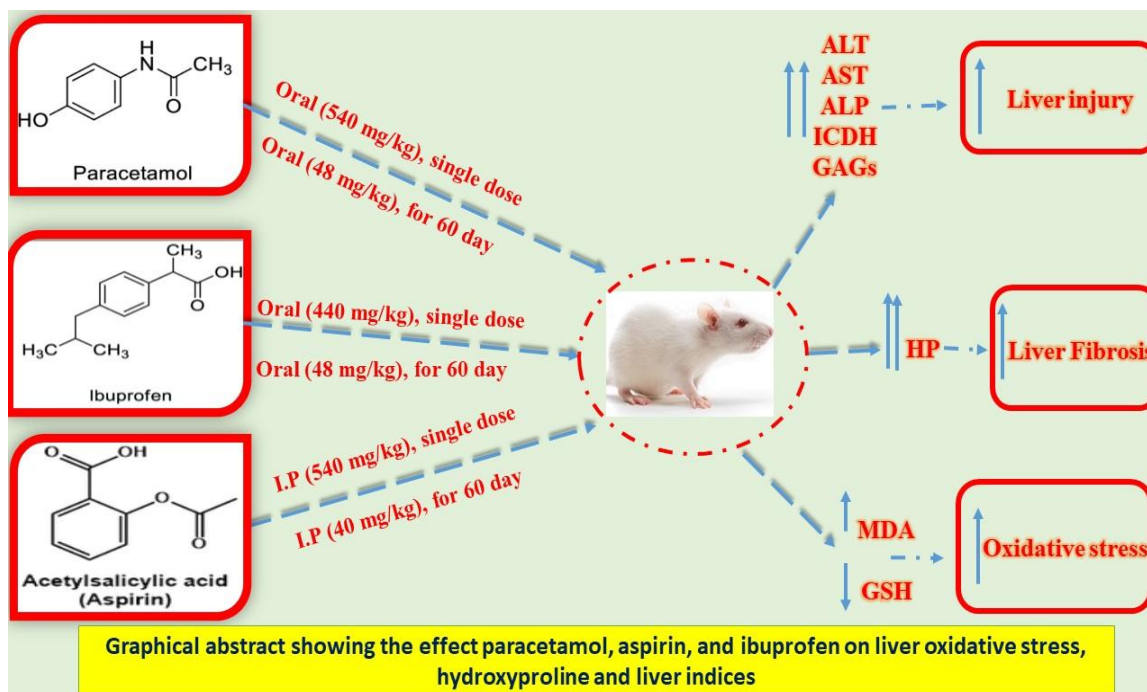 H
N
CH3
O
HO
Paracetamol
Oral (540 mg/kg), single dose
Oral (48 mg/kg), for 60 day
CH3
OH
O
H3C
CH3
Ibuprofen
Oral (440 mg/kg), single dose
Oral (48 mg/kg), for 60 day
O
OH
O
O
Acetylsalicylic acid
(Aspirin)
I.P (540 mg/kg), single dose
I.P (40 mg/kg), for 60 day
ALT
AST
ALP
ICDH
GAGs
Liver injury
HP
Liver Fibrosis
MDA
GSH
Oxidative stress
Graphical abstract showing the effect paracetamol, aspirin, and ibuprofen on liver oxidative stress,
hydroxyproline and liver indices